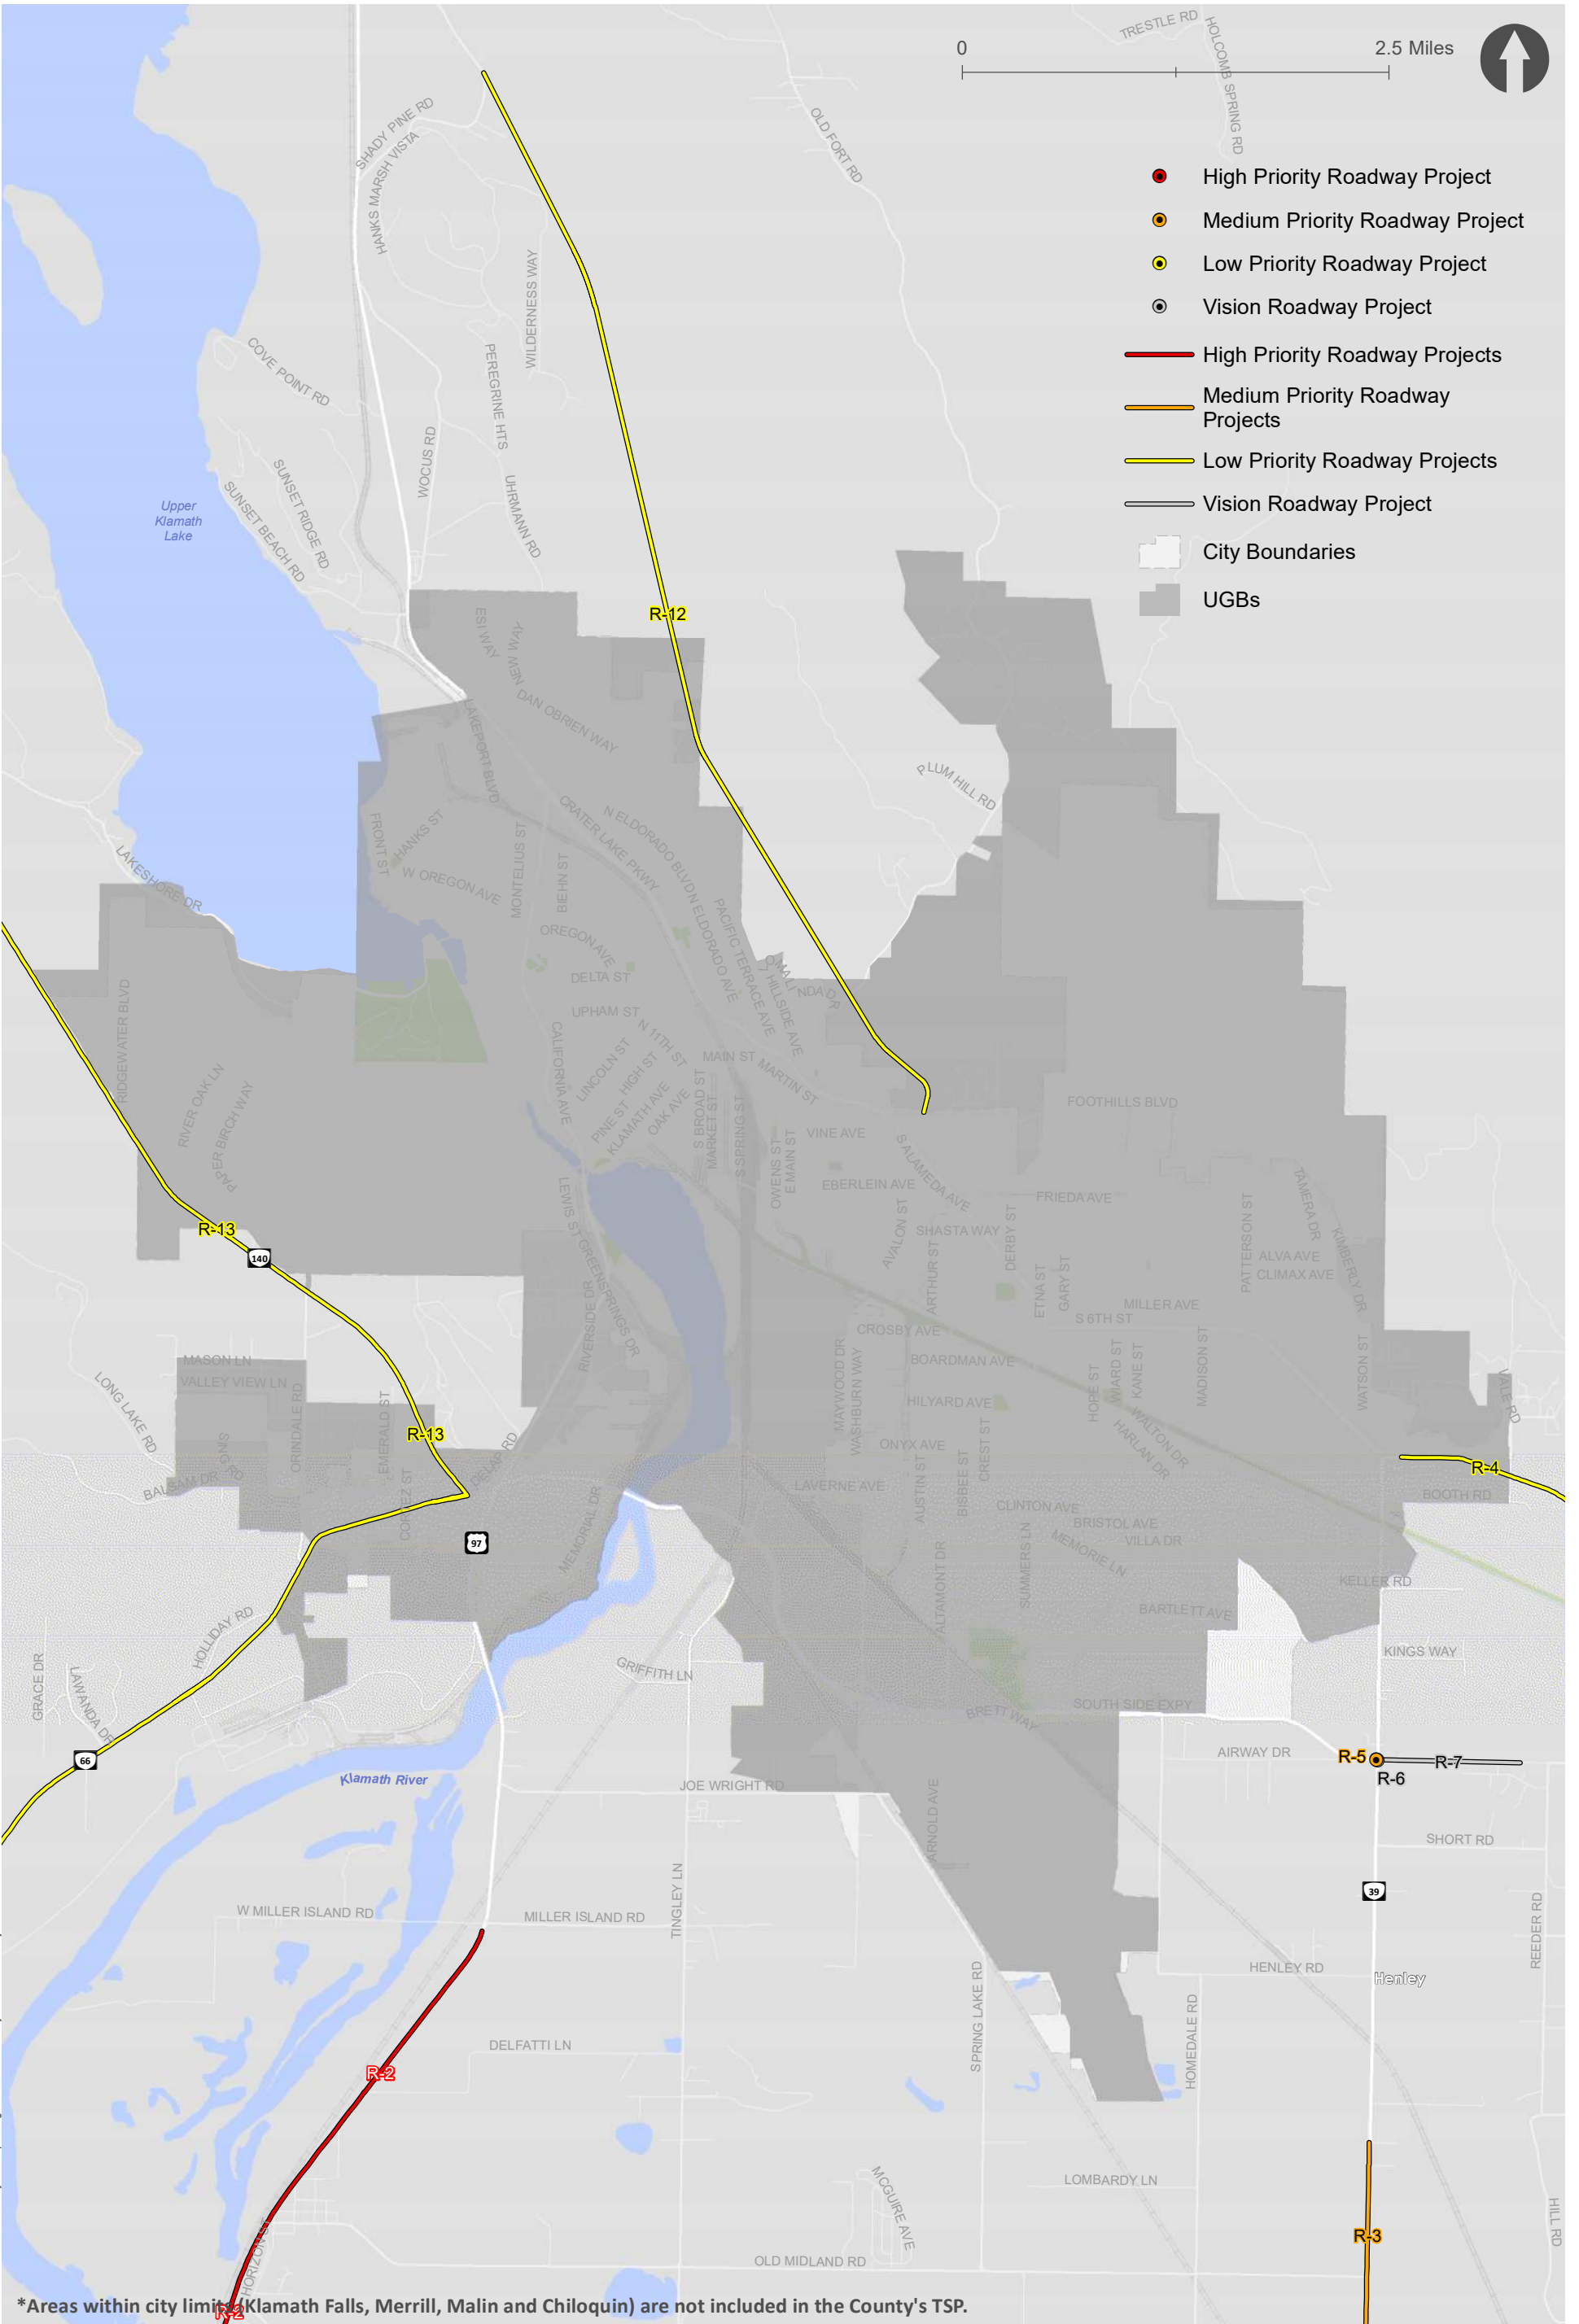 TRESTLE RD
HOLCOMB SPRING RD
0
2.5 Miles
SHADY PINE RD
HANKS MARSH VISTA
OLD FORT RD
High Priority Roadway Project
Medium Priority Roadway Project
Low Priority Roadway Project
Vision Roadway Project
High Priority Roadway Projects
Medium Priority Roadway
Projects
Low Priority Roadway Projects
Vision Roadway Project
City Boundaries
UGBs
WILDERNESS WAY
COVE POINT RD
PEREGRINE HTS
WOCUS RD
SUNSET RIDGE RD
SUNSET BEACH RD
UHRMANN RD
Upper
Klamath
Lake
R-12
ESI WAY
NEW WAY
DAN OBRIEN WAY
LAKEPORT BLVD
PLUM HILL RD
FRONT ST
HANKS ST
CRATER LAKE PKWY
N ELDORADO BLVD
N ELDORADO AVE
MONTELIUS ST
BIEHN ST
W OREGON AVE
LAKESHORE DR
PACIFIC TERRACE AVE
OREGON AVE
DELTA ST
HILLSIDE AVE
UPHAM ST
N 11TH ST
RIDGEWATER BLVD
CALIFORNIA AVE
LINCOLN ST
HIGH ST
MAIN ST
MARTIN ST
RIVER OAK LN
PAPER BIRCH WAY
PINE ST
KLAMATH AVE
OAK AVE
S BROAD ST
MARKET ST
S SPRING ST
FOOTHILLS BLVD
VINE AVE
OWENS ST
E MAIN ST
S ALAMEDA AVE
EBERLEIN AVE
FRIEDA AVE
LEWIS ST
GREENSPRINGS DR
AVALON ST
SHASTA WAY
DERBY ST
PATTERSON ST
TAMERA DR
KIMBERLY DR
R-13
140
ARTHUR ST
ETNA ST
GARY ST
ALVA AVE
CLIMAX AVE
RIVERSIDE DR
MILLER AVE
S 6TH ST
CROSBY AVE
MASON LN
VALLEY VIEW LN
LONG LAKE RD
ORINDALE RD
EMERALD ST
MAYWOOD DR
WASHBURN WAY
BOARDMAN AVE
HOPE ST
WIARD ST
KANE ST
MADISON ST
WATSON ST
VALE RD
HILYARD AVE
R-13
DELAP RD
ONYX AVE
CREST ST
WALTON DR
HARLAN DR
R-4
BALSAM DR
LAVERNE AVE
AUSTIN ST
BISBEE ST
BOOTH RD
CLINTON AVE
BRISTOL AVE
VILLA DR
97
MEMORIAL DR
MEMORIE LN
SUMMERS LN
ALTAMONT DR
KELLER RD
BARTLETT AVE
HOLLIDAY RD
GRACE DR
LAWANDA DR
GRIFFITH LN
KINGS WAY
SOUTH SIDE EXPY
BRETT WAY
66
AIRWAY DR
R-5
R-7
R-6
Klamath River
JOE WRIGHT RD
ARNOLD AVE
SHORT RD
39
W MILLER ISLAND RD
MILLER ISLAND RD
TINGLEY LN
REEDER RD
HENLEY RD
Henley
SPRING LAKE RD
HOMEDALE RD
DELFATTI LN
R-2
MCGUIRE AVE
LOMBARDY LN
HILL RD
R-3
HORIZON ST
OLD MIDLAND RD
R-2
*Areas within city limits (Klamath Falls, Merrill, Malin and Chiloquin) are not included in the County's TSP.